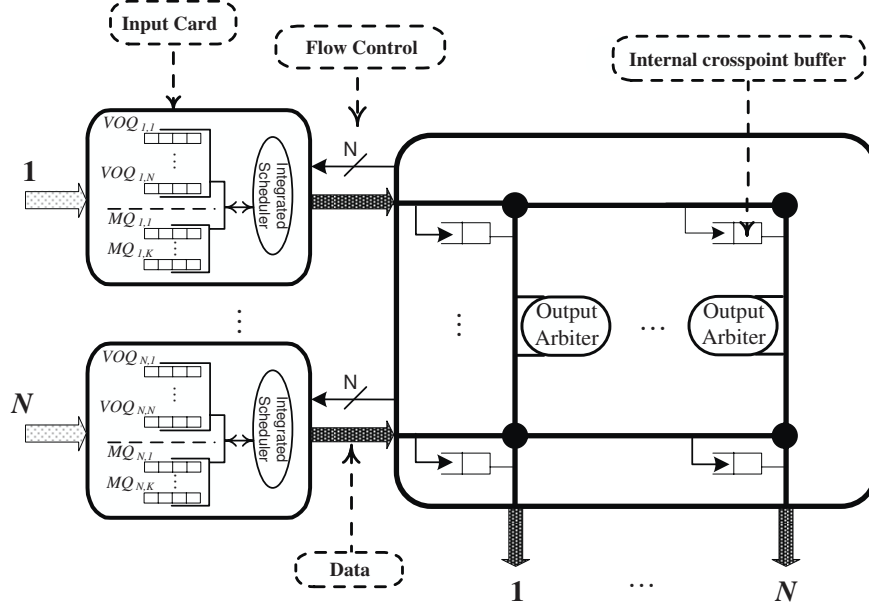 Input Card
Flow Control
Internal crosspoint buffer
1
VOQ 1,1
...
VOQ 1,N
MQ 1,1
...
MQ 1,K
Integrated
Scheduler
N
Output
Arbiter
...
Output
Arbiter
...
...
N
VOQ N,1
...
VOQ N,N
MQ N,1
...
MQ N,K
Integrated
Scheduler
N
Data
1
...
N